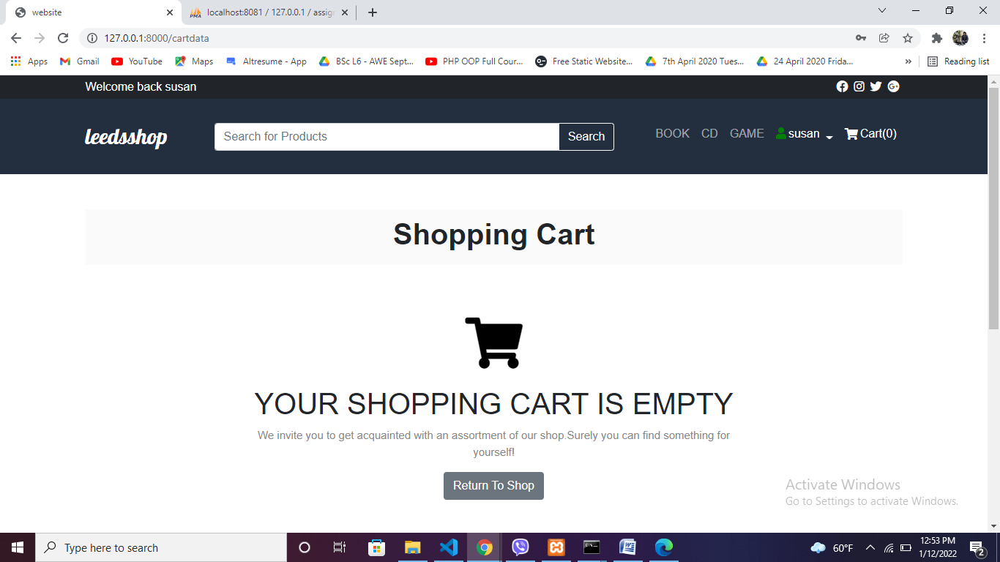 website
localhost:8081 / 127.0.0.1 / assig
127.0.0.1:8000/cartdata
Apps
Gmail
YouTube
Maps
Altresume - App
BSc L6 - AWE Sept...
PHP OOP Full Cour...
Free Static Website...
7th April 2020 Tues...
24 April 2020 Frida...
»
Reading list
Welcome back susan
leedsshop
Search for Products
Search
BOOK
CD
GAME
susan
Cart(0)
Shopping Cart
YOUR SHOPPING CART IS EMPTY
We invite you to get acquainted with an assortment of our shop.Surely you can find something for
yourself!
Return To Shop
Activate Windows
Go to Settings to activate Windows.
Type here to search
60°F
12:53 PM
1/12/2022
2